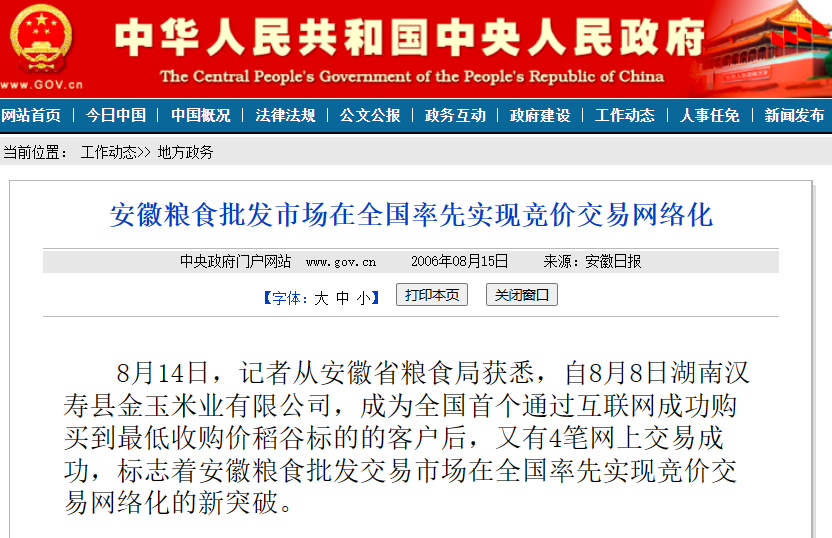 中华人民共和国中央人民政府
The Central People's Government of the People's Republic of China
www.GOV.cn
网站首页 | 今日中国 | 中国概况 | 法律法规 | 公文公报 | 政务互动 | 政府建设 | 工作动态 | 人事任免 | 新闻发布
当前位置： 工作动态>> 地方政务
安徽粮食批发市场在全国率先实现竞价交易网络化
中央政府门户网站 www.gov.cn 2006年08月15日 来源：安徽日报
【字体：大 中 小】 打印本页 关闭窗口
8月14日，记者从安徽省粮食局获悉，自8月8日湖南汉
寿县金玉米业有限公司，成为全国首个通过互联网成功购
买到最低收购价稻谷标的的客户后，又有4笔网上交易成
功，标志着安徽粮食批发交易市场在全国率先实现竞价交
易网络化的新突破。